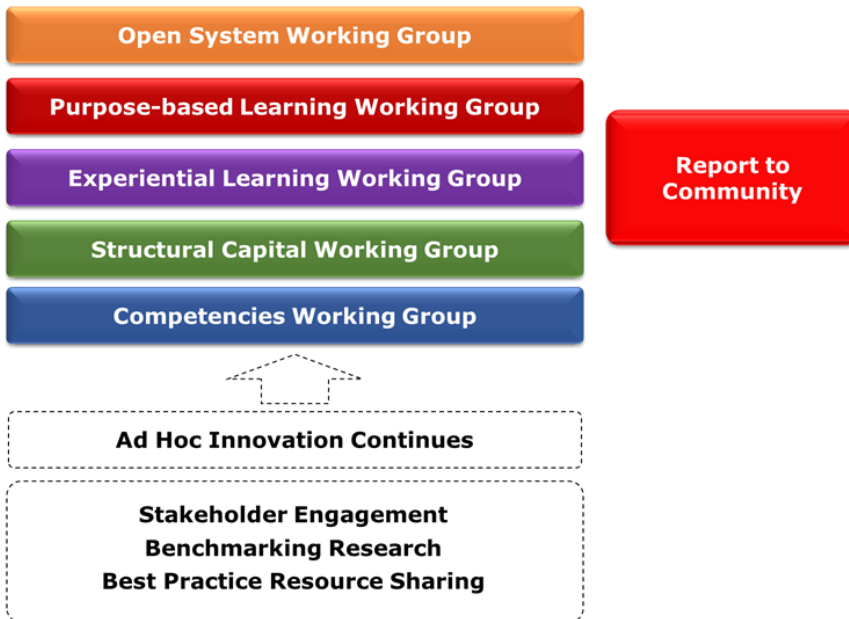 Open System Working Group
Purpose-based Learning Working Group
Experiential Learning Working Group
Structural Capital Working Group
Competencies Working Group
Report to
Community
Ad Hoc Innovation Continues
Stakeholder Engagement
Benchmarking Research
Best Practice Resource Sharing